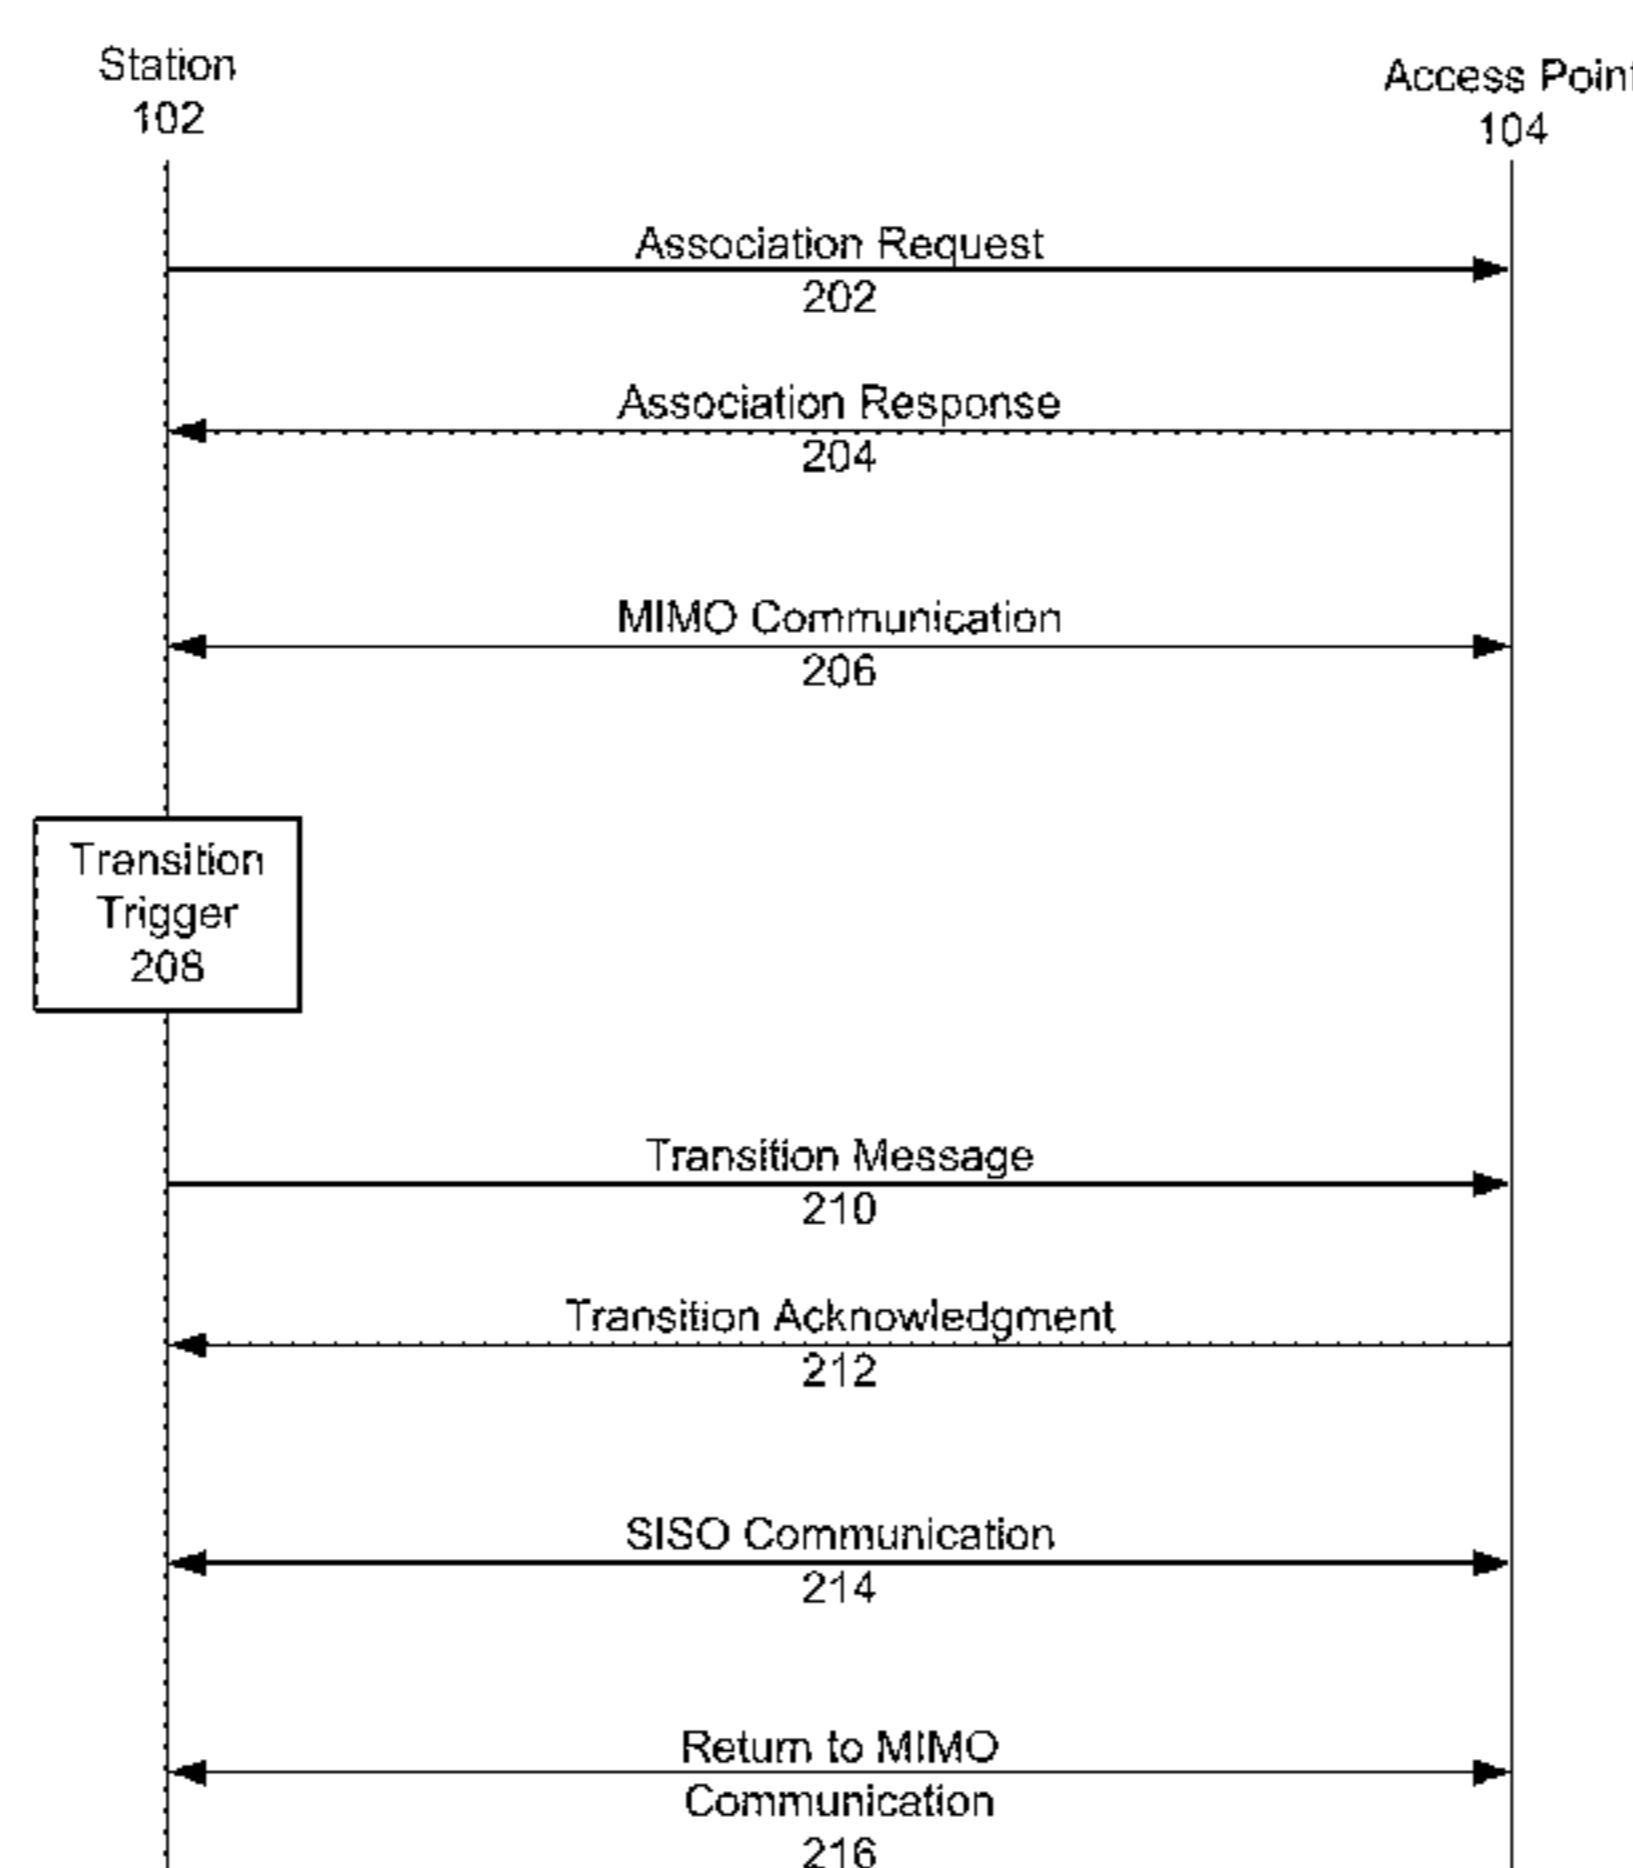 Station
102
Access Point
104
Association Request
202
Association Response
204
MIMO Communication
206
Transition
Trigger
208
Transition Message
210
Transition Acknowledgment
212
SISO Communication
214
Return to MIMO
Communication
216